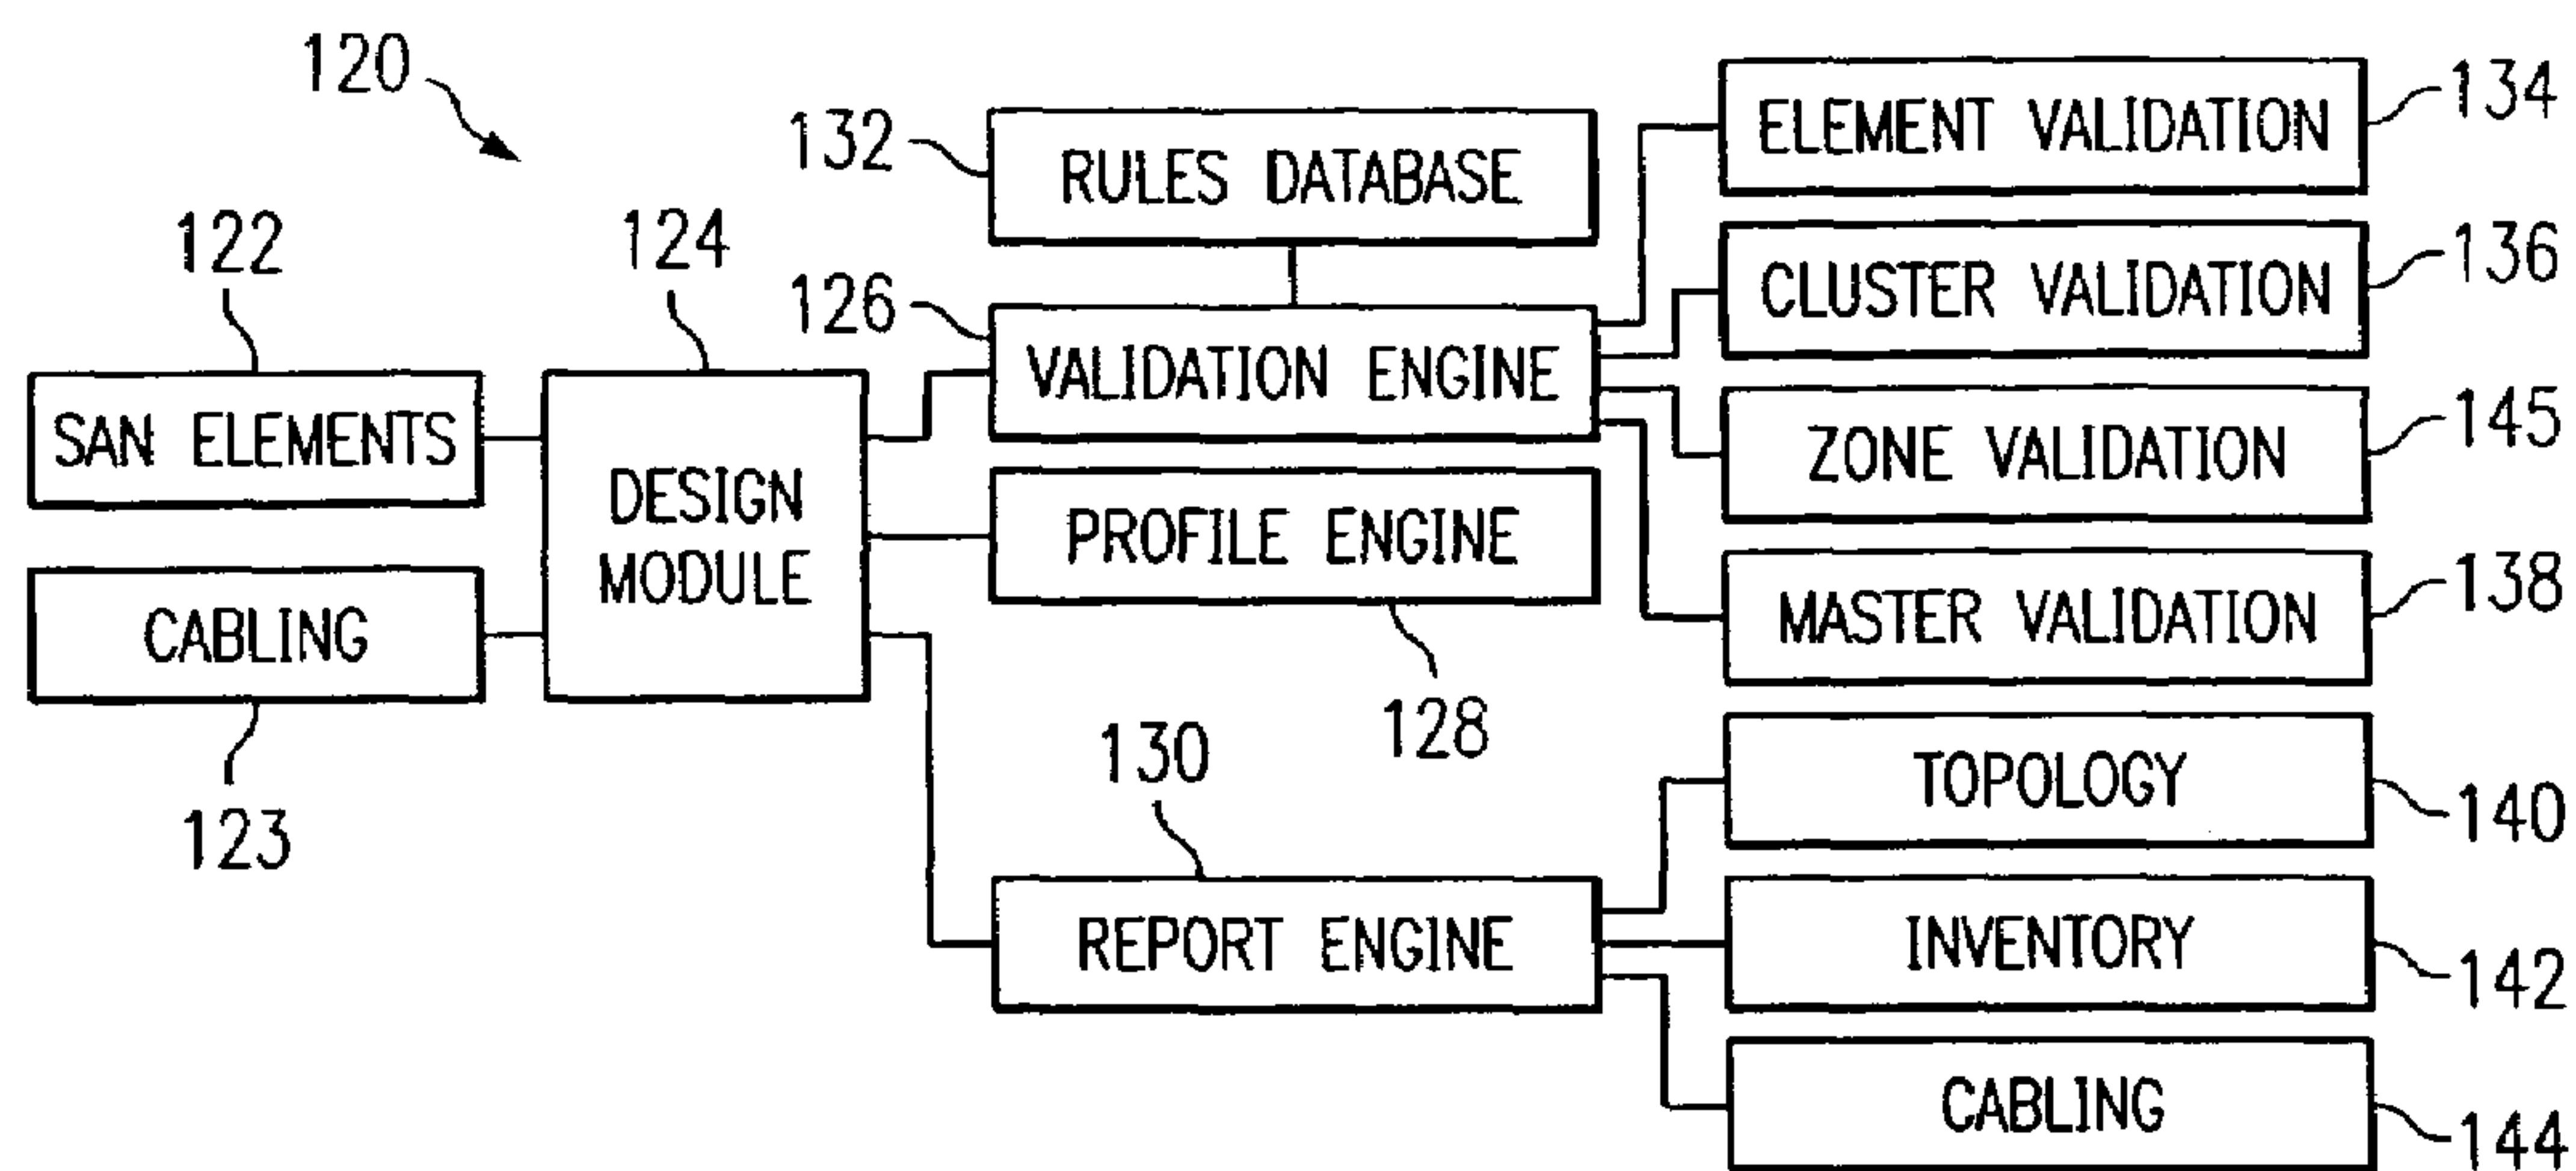 120
132
RULES DATABASE
134
ELEMENT VALIDATION
122
124
126
VALIDATION ENGINE
136
CLUSTER VALIDATION
SAN ELEMENTS
DESIGN
MODULE
145
ZONE VALIDATION
PROFILE ENGINE
128
CABLING
123
138
MASTER VALIDATION
130
REPORT ENGINE
TOPOLOGY
140
INVENTORY
142
CABLING
144